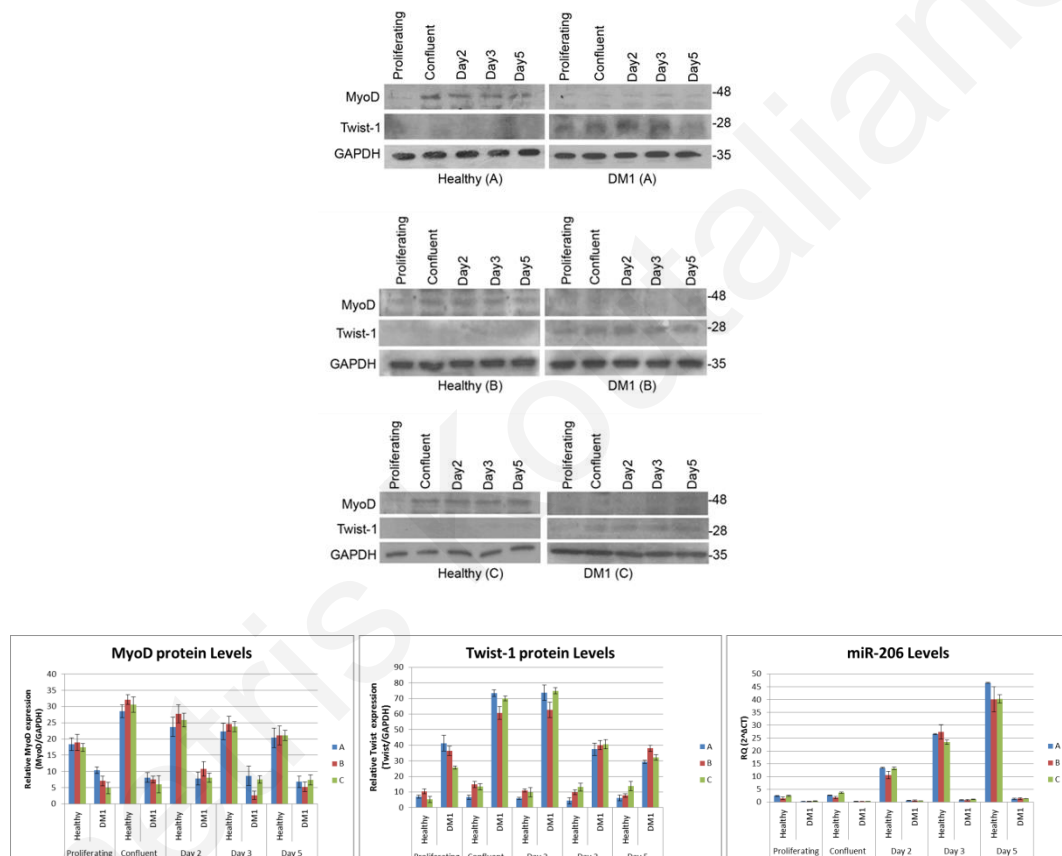 Proliferating
Confluent
Day2
Day3
Day5
Proliferating
Confluent
Day2
Day3
Day5
MyoD
-48
Twist-1
-28
GAPDH
-35
Healthy (A)
DM1 (A)
Proliferating
Confluent
Day2
Day3
Day5
Proliferating
Confluent
Day2
Day3
Day5
MyoD
-48
Twist-1
-28
GAPDH
-35
Healthy (B)
DM1 (B)
Proliferating
Confluent
Day2
Day3
Day5
Proliferating
Confluent
Day2
Day3
Day5
MyoD
-48
Twist-1
-28
GAPDH
-35
Healthy (C)
DM1 (C)
MyoD protein Levels
Relative MyoD expression
(MyoD/GAPDH)
40
35
30
25
20
15
10
5
0
Healthy
DM1
Healthy
DM1
Healthy
DM1
Healthy
DM1
Healthy
DM1
Proliferating
Confluent
Day 2
Day 3
Day 5
A
B
C
Twist-1 protein Levels
Relative Twist expression
(Twist/GAPDH)
90
80
70
60
50
40
30
20
10
0
Healthy
DM1
Healthy
DM1
Healthy
DM1
Healthy
DM1
Healthy
DM1
Proliferating
Confluent
Day 2
Day 3
Day 5
A
B
C
miR-206 Levels
RQ (2^ΔCT)
50
45
40
35
30
25
20
15
10
5
0
Healthy
DM1
Healthy
DM1
Healthy
DM1
Healthy
DM1
Healthy
DM1
Proliferating
Confluent
Day 2
Day 3
Day 5
A
B
C